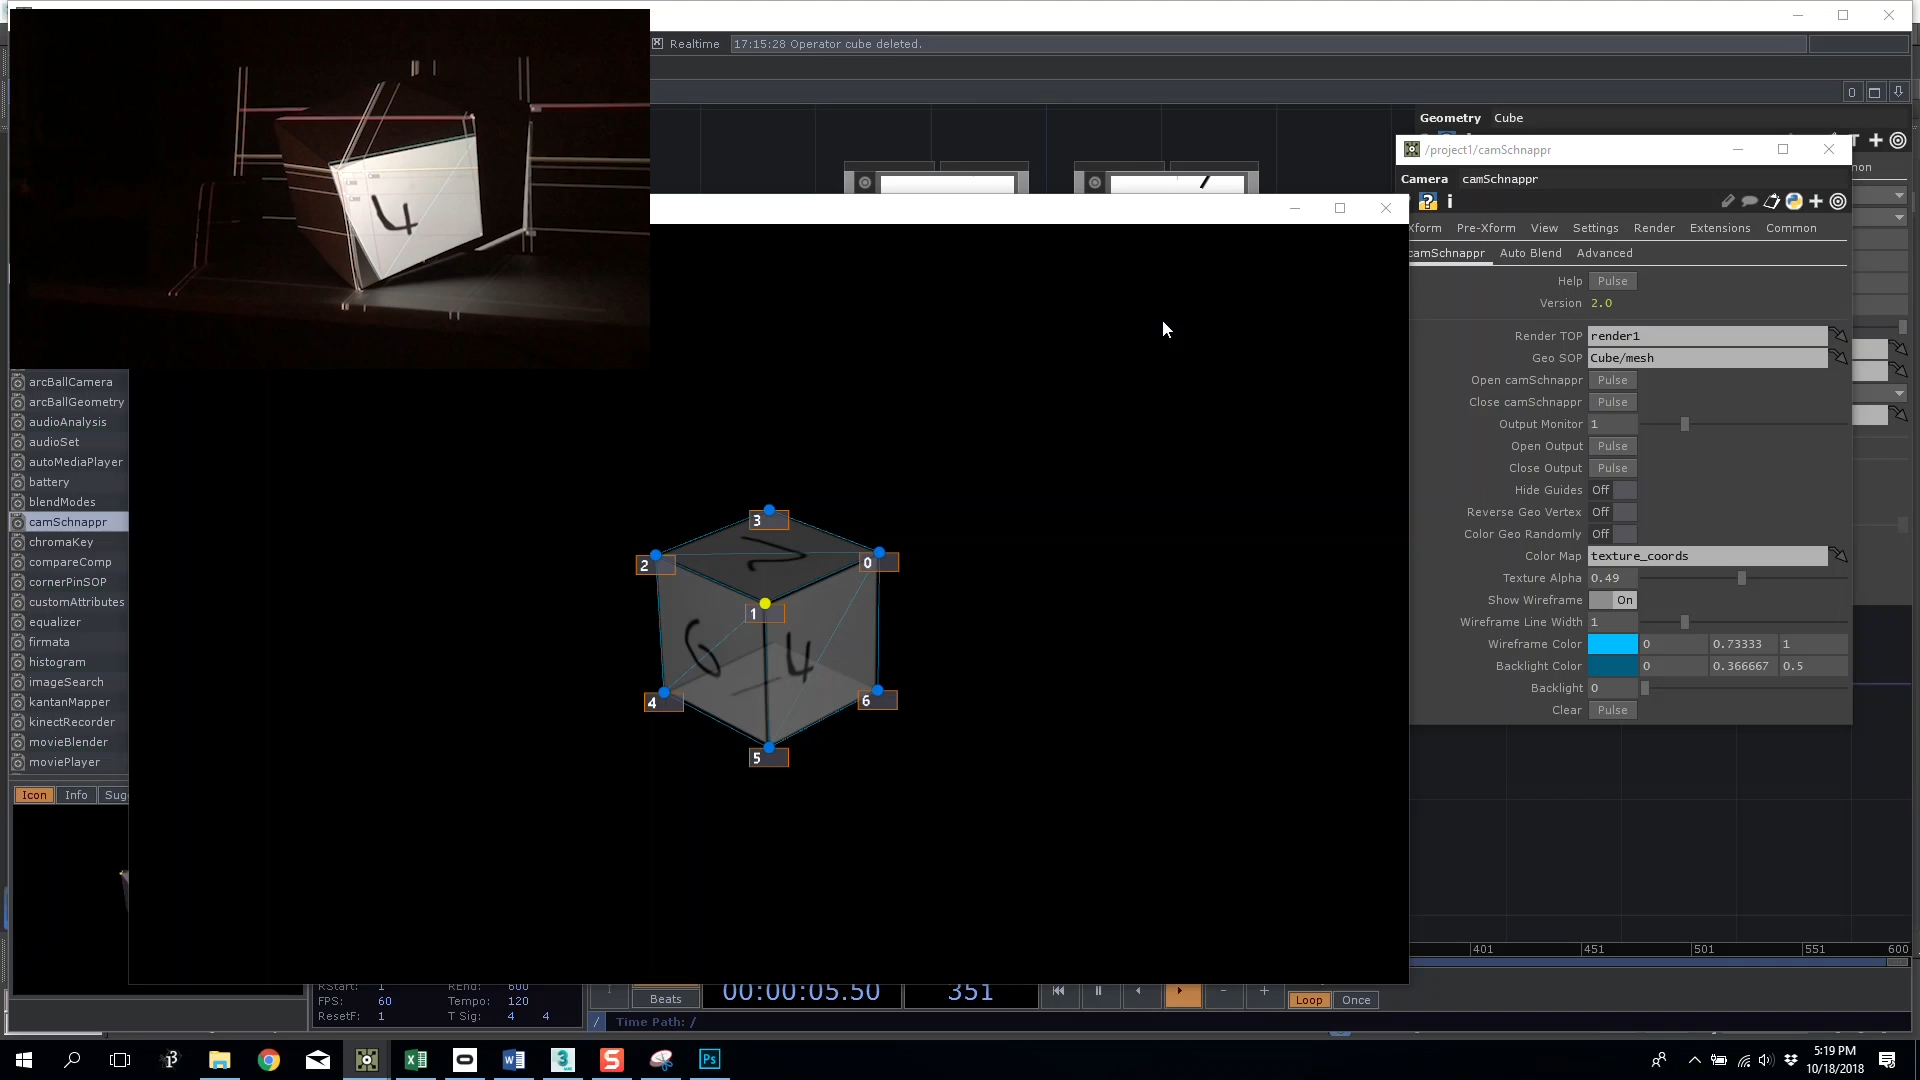 Realtime
17:15:28 Operator cube deleted.
0
Geometry Cube
/project1/camSchnappr
Camera camSchnappr
i
Xform Pre-Xform View Settings Render Extensions Common
camSchnappr Auto Blend Advanced
Help Pulse
Version 2.0
Render TOP render1
Geo SOP Cube/mesh
Open camSchnappr Pulse
Close camSchnappr Pulse
Output Monitor 1
Open Output Pulse
Close Output Pulse
Hide Guides Off
Reverse Geo Vertex Off
Color Geo Randomly Off
Color Map texture_coords
Texture Alpha 0.49
Show Wireframe On
Wireframe Line Width 1
Wireframe Color 0 0.73333 1
Backlight Color 0 0.366667 0.5
Backlight 0
Clear Pulse
4
arcBallCamera
arcBallGeometry
audioAnalysis
audioSet
autoMediaPlayer
battery
blendModes
camSchnappr
chromaKey
compareComp
cornerPinSOP
customAttributes
equalizer
firmata
histogram
imageSearch
kantanMapper
kinectRecorder
movieBlender
moviePlayer
Icon Info Sug
3
2
2 0
1
6 4
4 6
5
401 451 501 551 600
RStart: 1 REnd: 600
FPS: 60 Tempo: 120
ResetF: 1 T Sig: 4 4
Beats
00:00:05.50 351
Loop Once
/ Time Path: /
5:19 PM
10/18/2018